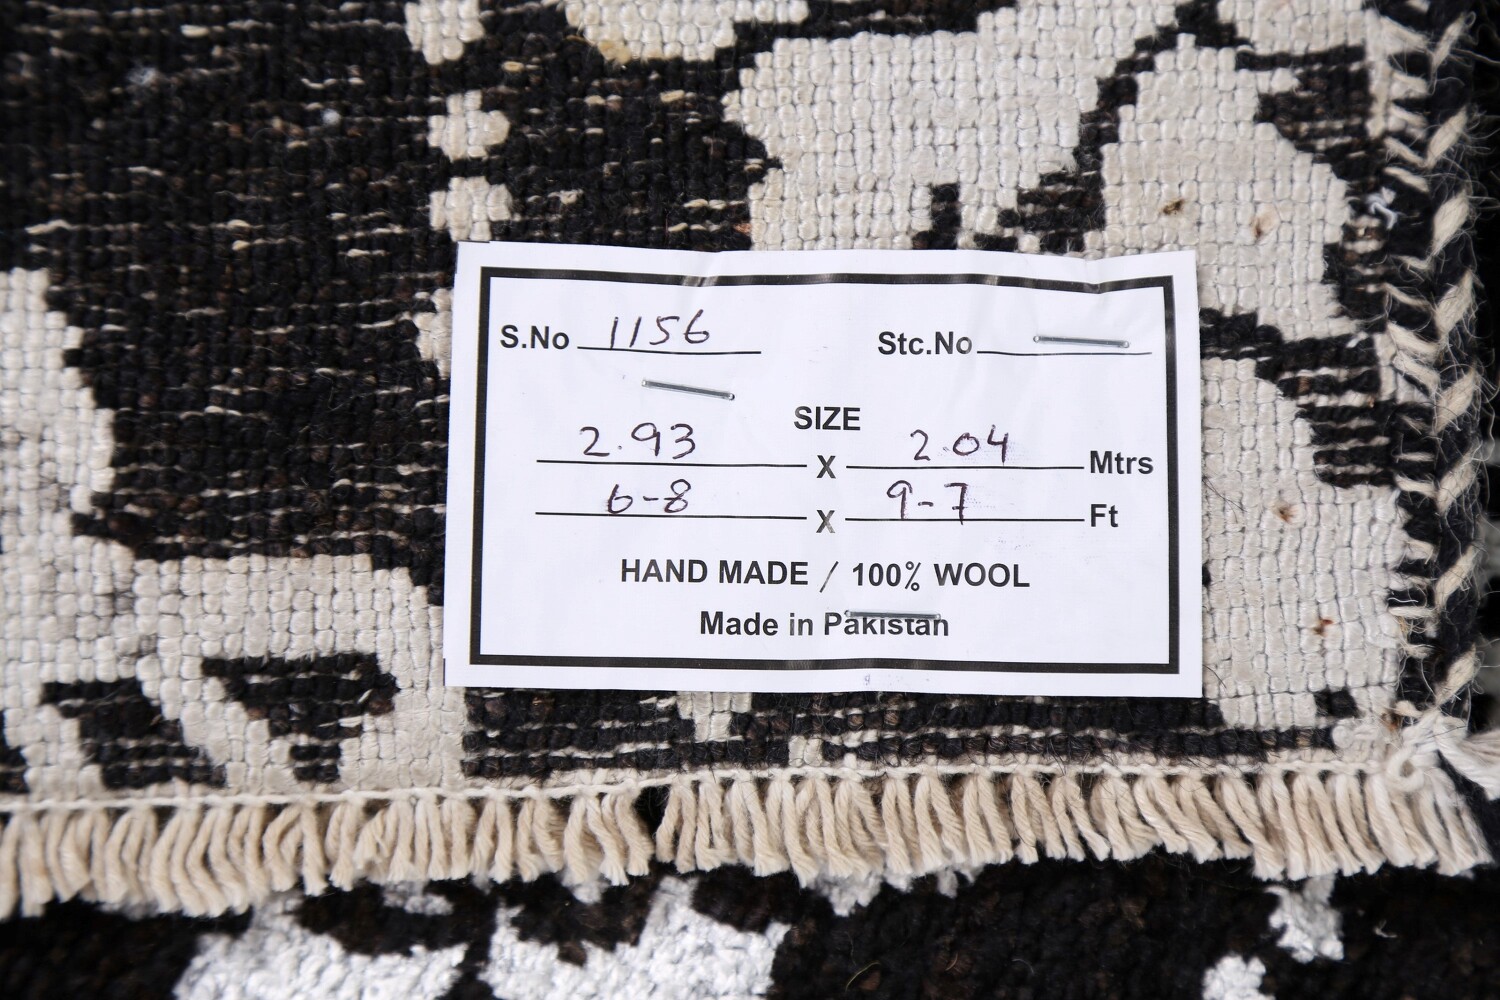 S.No 1156 Stc.No
SIZE
2.93 X 2.04 Mtrs
6-8 X 9-7 Ft
HAND MADE / 100% WOOL
Made in Pakistan